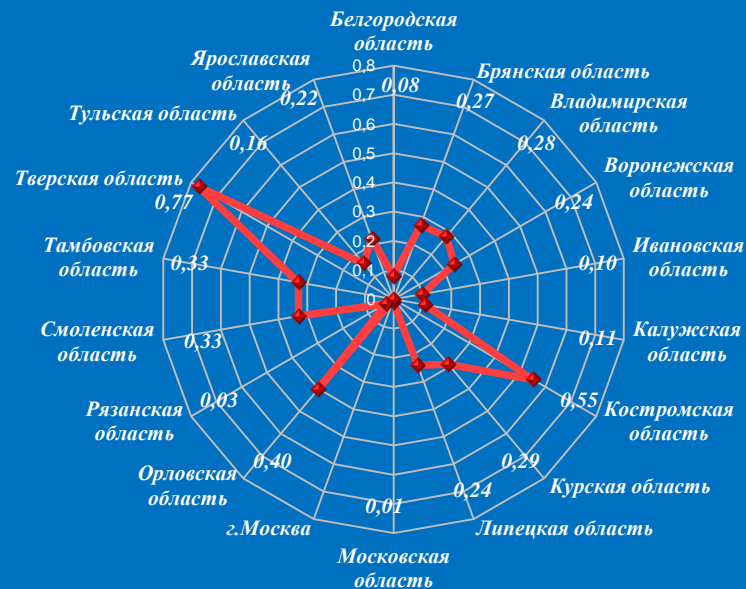 Белгородская
область
0,08
Брянская область
0,27
Владимирская
область
0,28
Воронежская
область
0,24
Ивановская
область
0,10
Калужская
область
0,11
Костромская
область
0,55
Курская область
0,29
Липецкая область
0,24
Московская
область
0,01
г.Москва
Орловская
область
0,40
Рязанская
область
0,03
Смоленская
область
0,33
Тамбовская
область
0,33
Тверская область
0,77
Тульская область
0,16
Ярославская
область
0,22
0,8
0,7
0,6
0,5
0,4
0,3
0,2
0,1
0